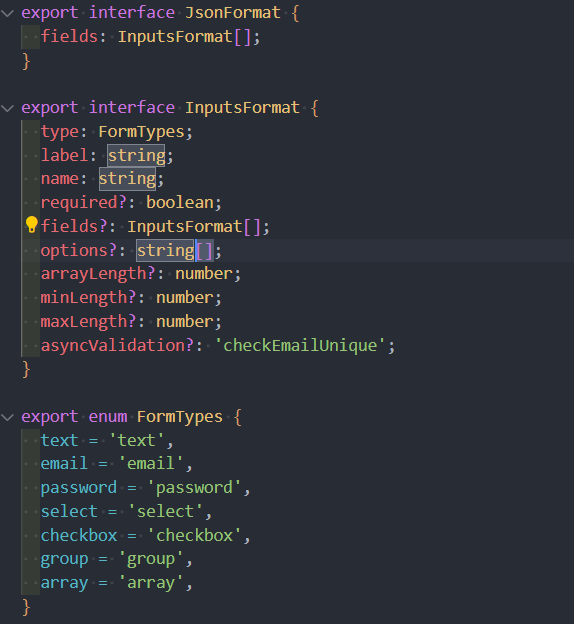 export interface JsonFormat {
  fields: InputsFormat[];
}

export interface InputsFormat {
  type: FormTypes;
  label: string;
  name: string;
  required?: boolean;
  fields?: InputsFormat[];
  options?: string[];
  arrayLength?: number;
  minLength?: number;
  maxLength?: number;
  asyncValidation?: 'checkEmailUnique';
}

export enum FormTypes {
  text = 'text',
  email = 'email',
  password = 'password',
  select = 'select',
  checkbox = 'checkbox',
  group = 'group',
  array = 'array',
}